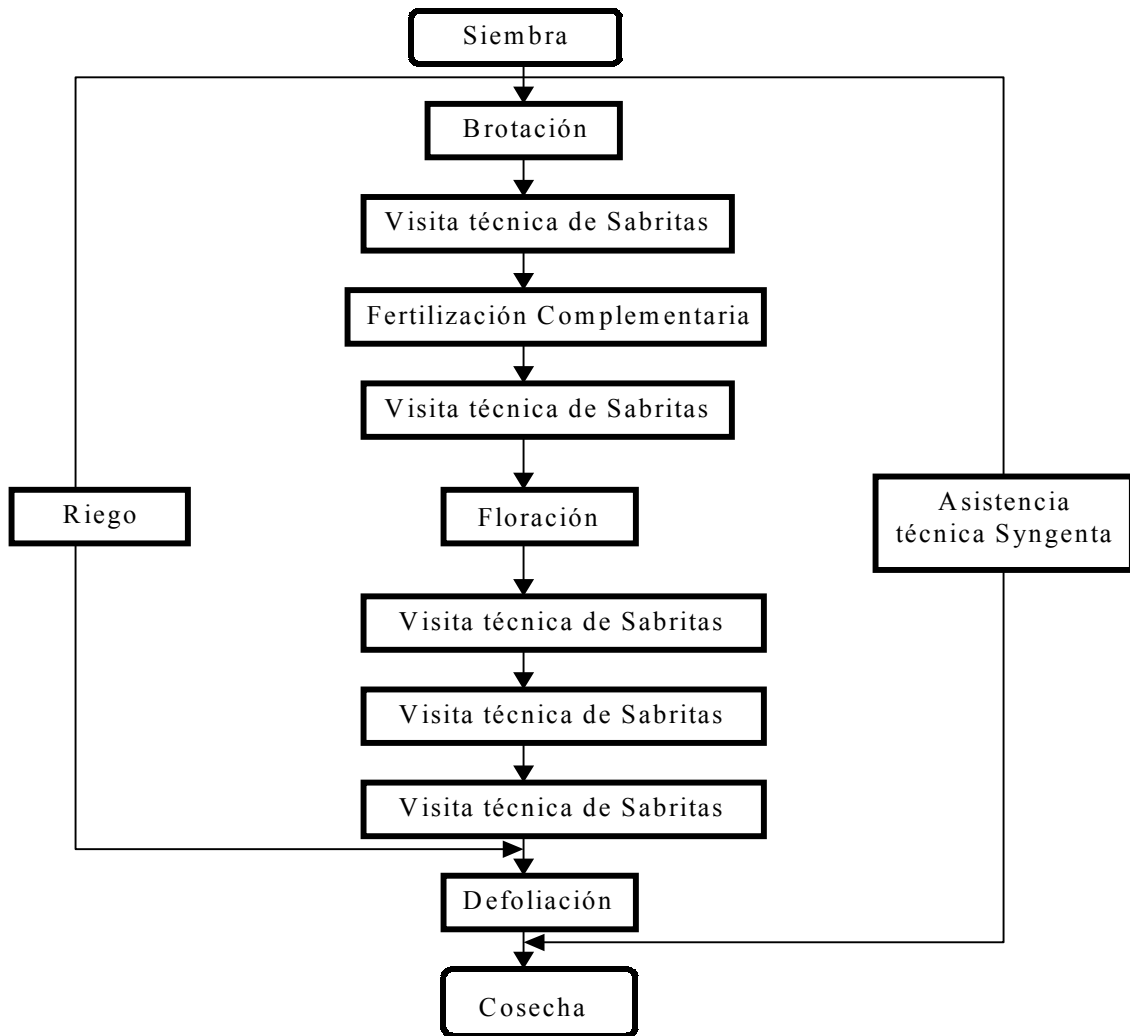 Siembra
Brotación
Visita técnica de Sabritas
Fertilización Complementaria
Visita técnica de Sabritas
Riego
Floración
Asistencia
técnica Syngenta
Visita técnica de Sabritas
Visita técnica de Sabritas
Visita técnica de Sabritas
Defoliación
Cosecha